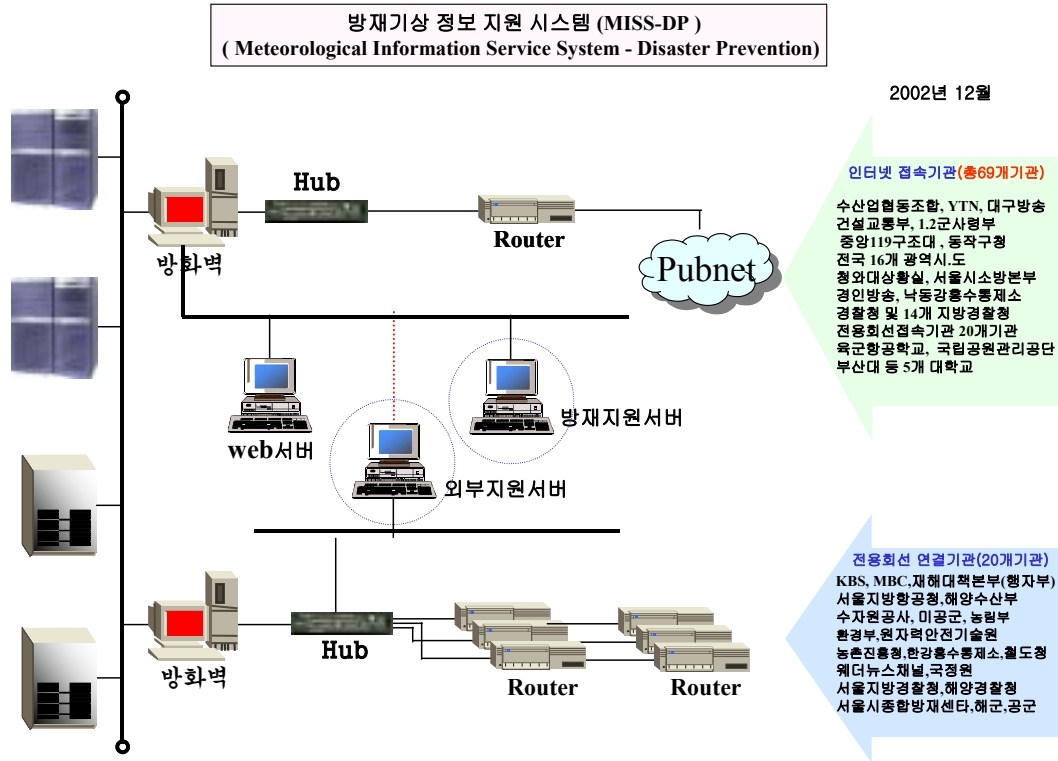 방재기상 정보 지원 시스템 (MISS-DP )
( Meteorological Information Service System - Disaster Prevention)
2002년 12월
인터넷 접속기관(총69개기관)
수산업협동조합, YTN, 대구방송
건설교통부, 1.2군사령부
중앙119구조대 , 동작구청
전국 16개 광역시.도
청와대상황실, 서울시소방본부
경인방송, 낙동강홍수통제소
경찰청 및 14개 지방경찰청
전용회선접속기관 20개기관
육군항공학교, 국립공원관리공단
부산대 등 5개 대학교
Hub
Router
방화벽
Pubnet
web서버
방재지원서버
외부지원서버
전용회선 연결기관(20개기관)
KBS, MBC,재해대책본부(행자부)
서울지방항공청,해양수산부
수자원공사, 미공군, 농림부
환경부,원자력안전기술원
농촌진흥청,한강홍수통제소,철도청
웨더뉴스채널,국정원
서울지방경찰청,해양경찰청
서울시종합방재센타,해군,공군
방화벽
Hub
Router
Router